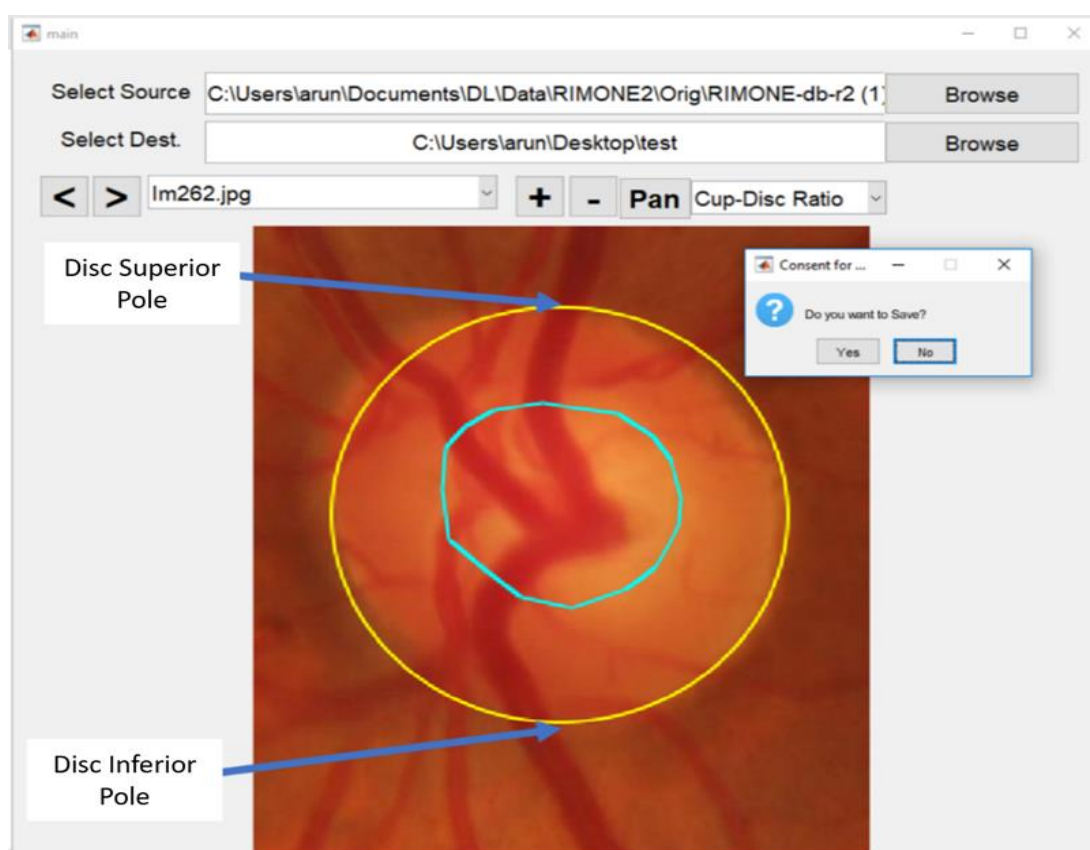 main
Select Source C:\Users\arun\Documents\DL\Data\RIMONE2\Orig\RIMONE-db-r2 (1) Browse
Select Dest. C:\Users\arun\Desktop\test Browse
< > Im262.jpg + - Pan Cup-Disc Ratio
Disc Superior
Pole
Consent for ...
Do you want to Save?
Yes No
Disc Inferior
Pole